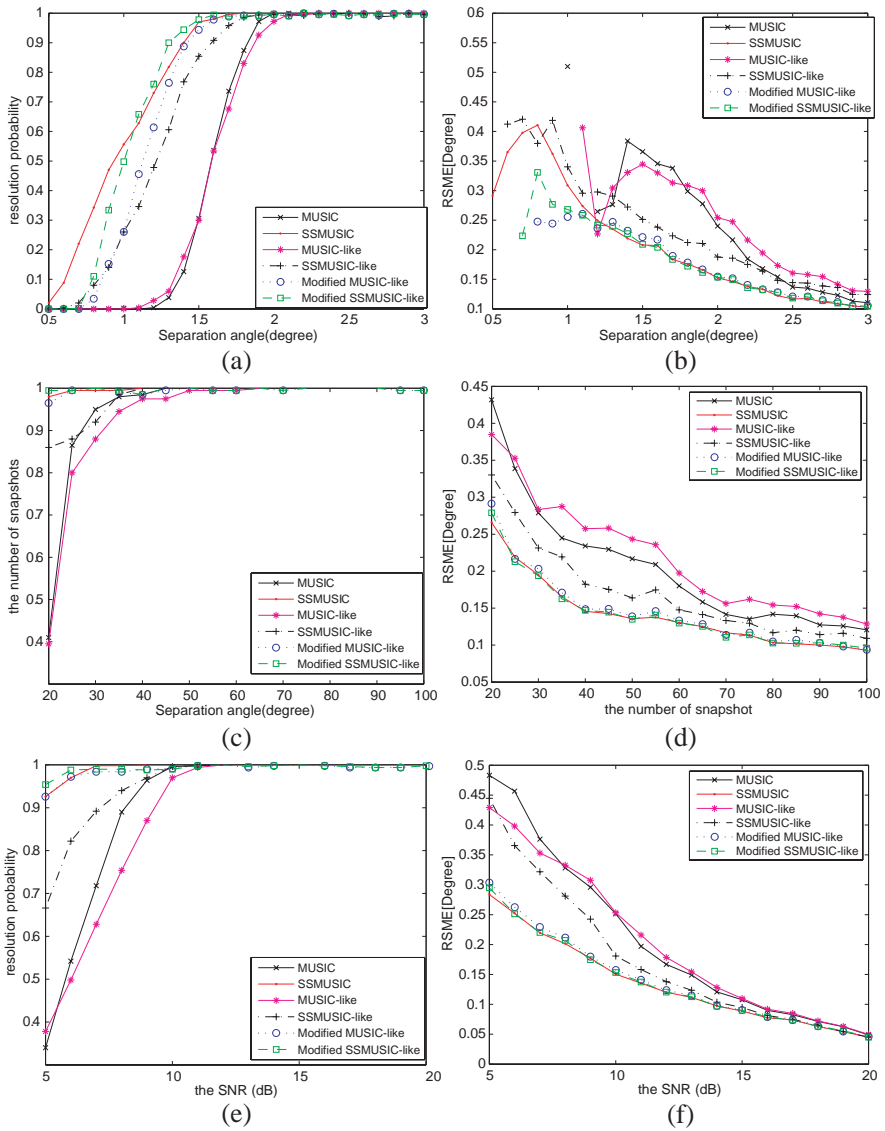 1
0.9
0.8
0.7
0.6
0.5
0.4
0.3
0.2
0.1
0
resolution probability
0.5
1
1.5
2
2.5
3
Separation angle(degree)
MUSIC
SSMUSIC
MUSIC-like
SSMUSIC-like
Modified MUSIC-like
Modified SSMUSIC-like
(a)
0.6
0.55
0.5
0.45
0.4
0.35
0.3
0.25
0.2
0.15
0.1
RSME[Degree]
0.5
1
1.5
2
2.5
3
Separation angle(degree)
MUSIC
SSMUSIC
MUSIC-like
SSMUSIC-like
Modified MUSIC-like
Modified SSMUSIC-like
(b)
1
0.9
0.8
0.7
0.6
0.5
0.4
the number of snapshots
20
30
40
50
60
70
80
90
100
Separation angle(degree)
MUSIC
SSMUSIC
MUSIC-like
SSMUSIC-like
Modified MUSIC-like
Modified SSMUSIC-like
(c)
0.45
0.4
0.35
0.3
0.25
0.2
0.15
0.1
0.05
RSME[Degree]
20
30
40
50
60
70
80
90
100
the number of snapshot
MUSIC
SSMUSIC
MUSIC-like
SSMUSIC-like
Modified MUSIC-like
Modified SSMUSIC-like
(d)
1
0.9
0.8
0.7
0.6
0.5
0.4
resolution probability
5
10
15
20
the SNR (dB)
MUSIC
SSMUSIC
MUSIC-like
SSMUSIC-like
Modified MUSIC-like
Modified SSMUSIC-like
(e)
0.5
0.45
0.4
0.35
0.3
0.25
0.2
0.15
0.1
0.05
0
RSME[Degree]
5
10
15
20
the SNR (dB)
MUSIC
SSMUSIC
MUSIC-like
SSMUSIC-like
Modified MUSIC-like
Modified SSMUSIC-like
(f)